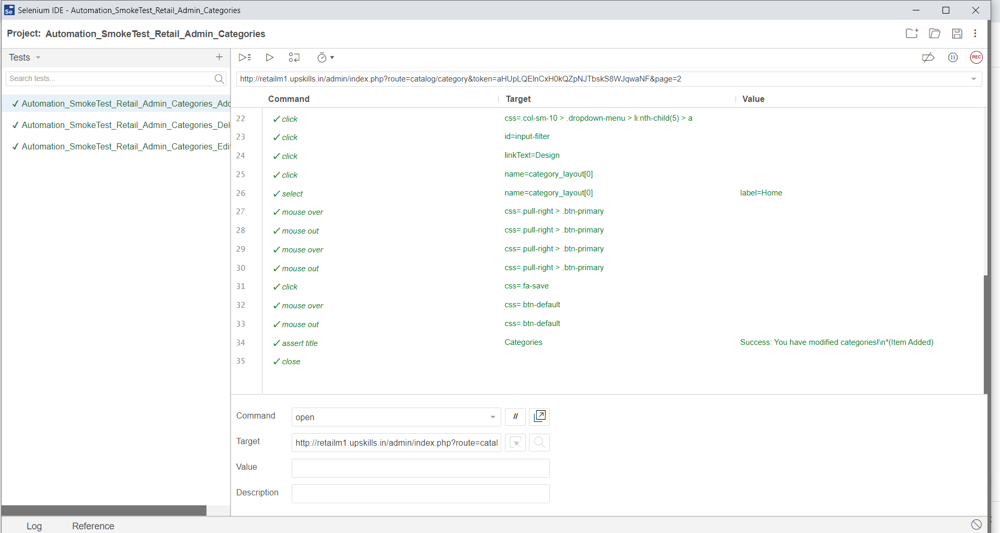 Selenium IDE - Automation_SmokeTest_Retail_Admin_Categories
Project: Automation_SmokeTest_Retail_Admin_Categories
Tests
REC
Search tests...
http://retailm1.upskills.in/admin/index.php?route=catalog/category&token=aHUpLQEInCxH0kQZpNJTbskS8WJqwaNF&page=2
Automation_SmokeTest_Retail_Admin_Categories_Add
Automation_SmokeTest_Retail_Admin_Categories_Del
Automation_SmokeTest_Retail_Admin_Categories_Edi
Command Target Value
22 click css=.col-sm-10 > .dropdown-menu > li:nth-child(5) > a
23 click id=input-filter
24 click linkText=Design
25 click name=category_layout[0]
26 select name=category_layout[0] label=Home
27 mouse over css=.pull-right > .btn-primary
28 mouse out css=.pull-right > .btn-primary
29 mouse over css=.pull-right > .btn-primary
30 mouse out css=.pull-right > .btn-primary
31 click css=.fa-save
32 mouse over css=.btn-default
33 mouse out css=.btn-default
34 assert title Categories Success: You have modified categories!\n*(Item Added)
35 close
Command open //
Target http://retailm1.upskills.in/admin/index.php?route=catal
Value
Description
Log Reference